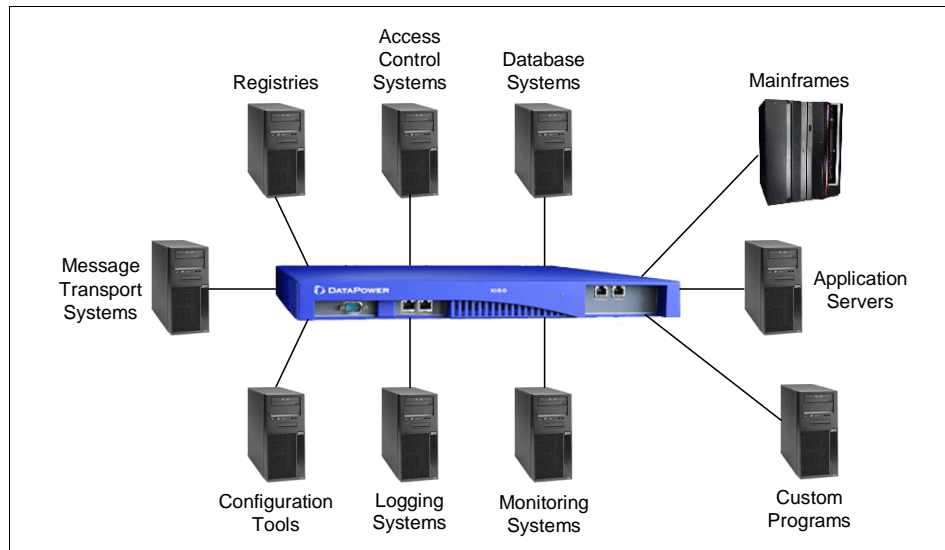 Access
Control
Systems
Database
Systems
Registries
Mainframes
Message
Transport
Systems
DATAPOWER
XI50
Application
Servers
Configuration
Tools
Logging
Systems
Monitoring
Systems
Custom
Programs